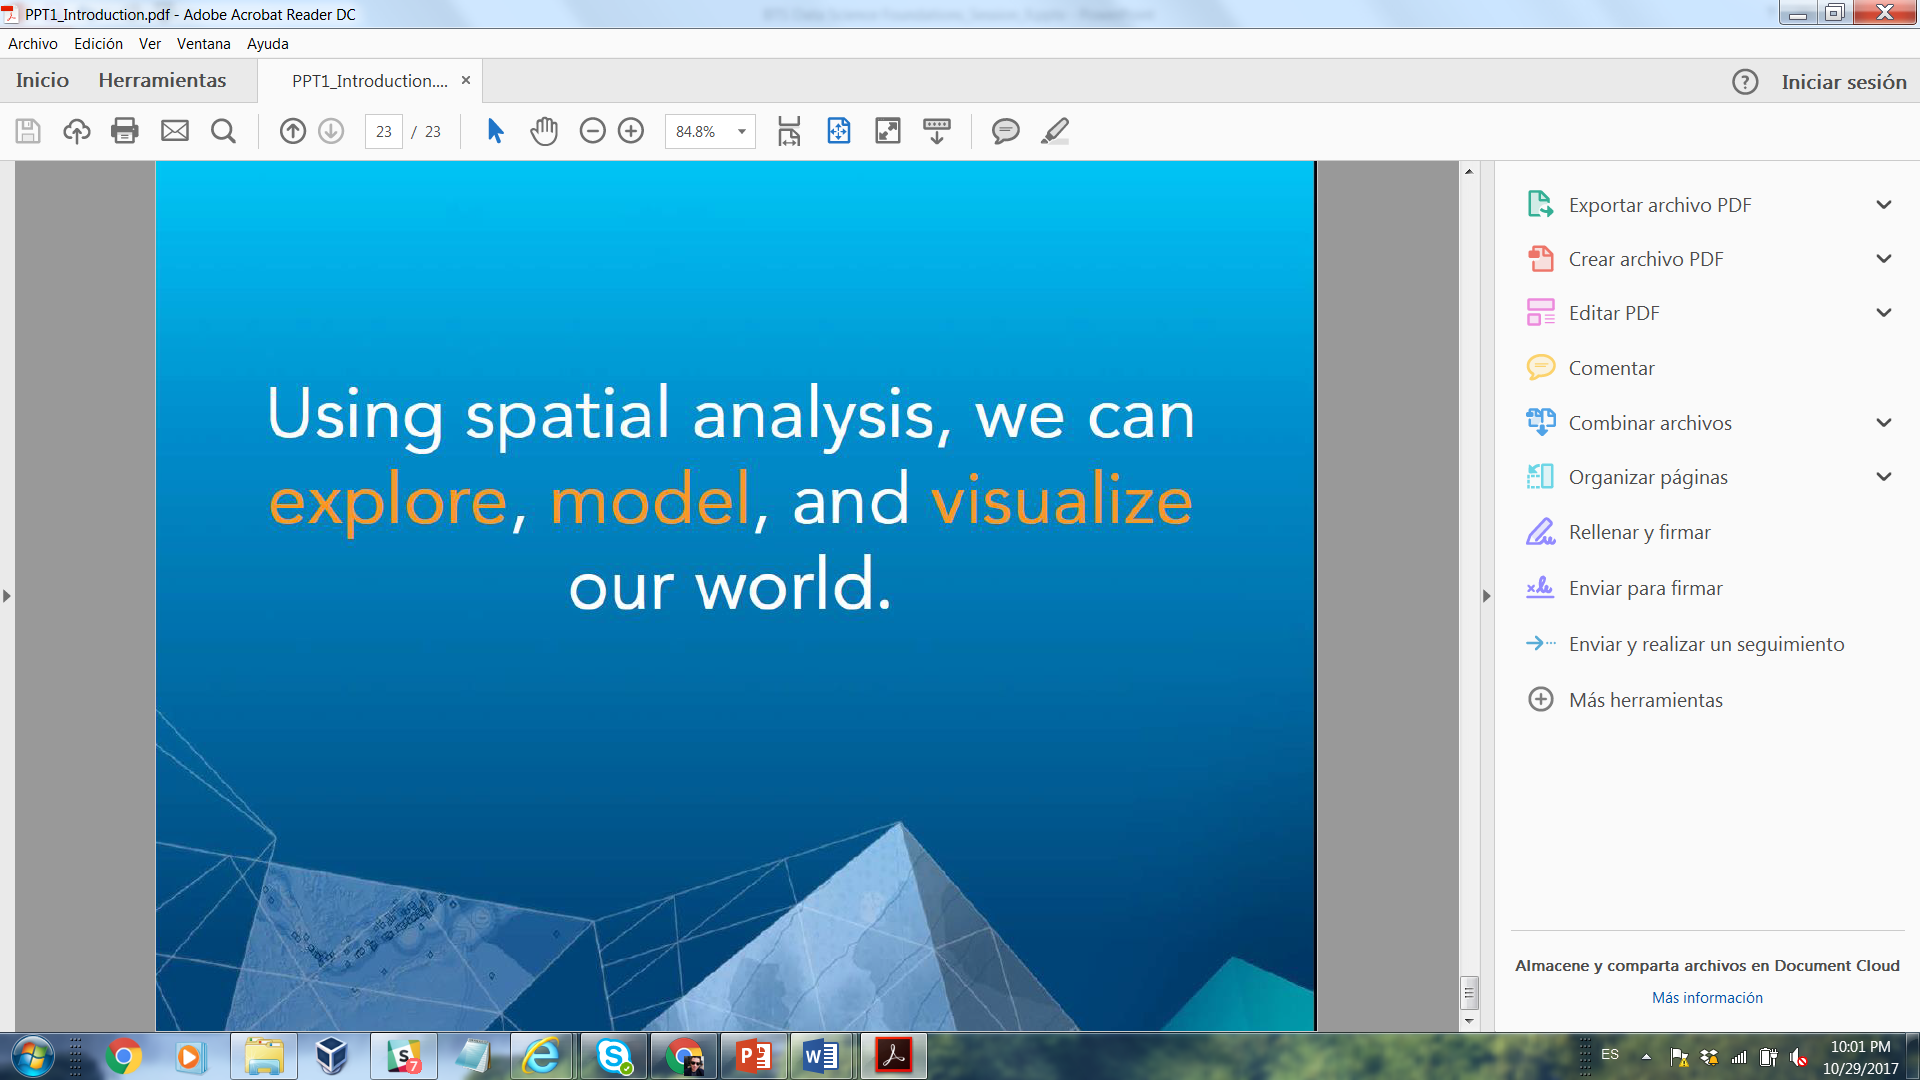 PPT1_Introduction.pdf - Adobe Acrobat Reader DC
Archivo Edición Ver Ventana Ayuda
Inicio Herramientas PPT1_Introduction.... × ? Iniciar sesión
23 / 23 84.8%
Using spatial analysis, we can
explore, model, and visualize
our world.
Exportar archivo PDF
Crear archivo PDF
Editar PDF
Comentar
Combinar archivos
Organizar páginas
Rellenar y firmar
Enviar para firmar
Enviar y realizar un seguimiento
Más herramientas
Almacene y comparta archivos en Document Cloud
Más información
7
ES
10:01 PM
10/29/2017